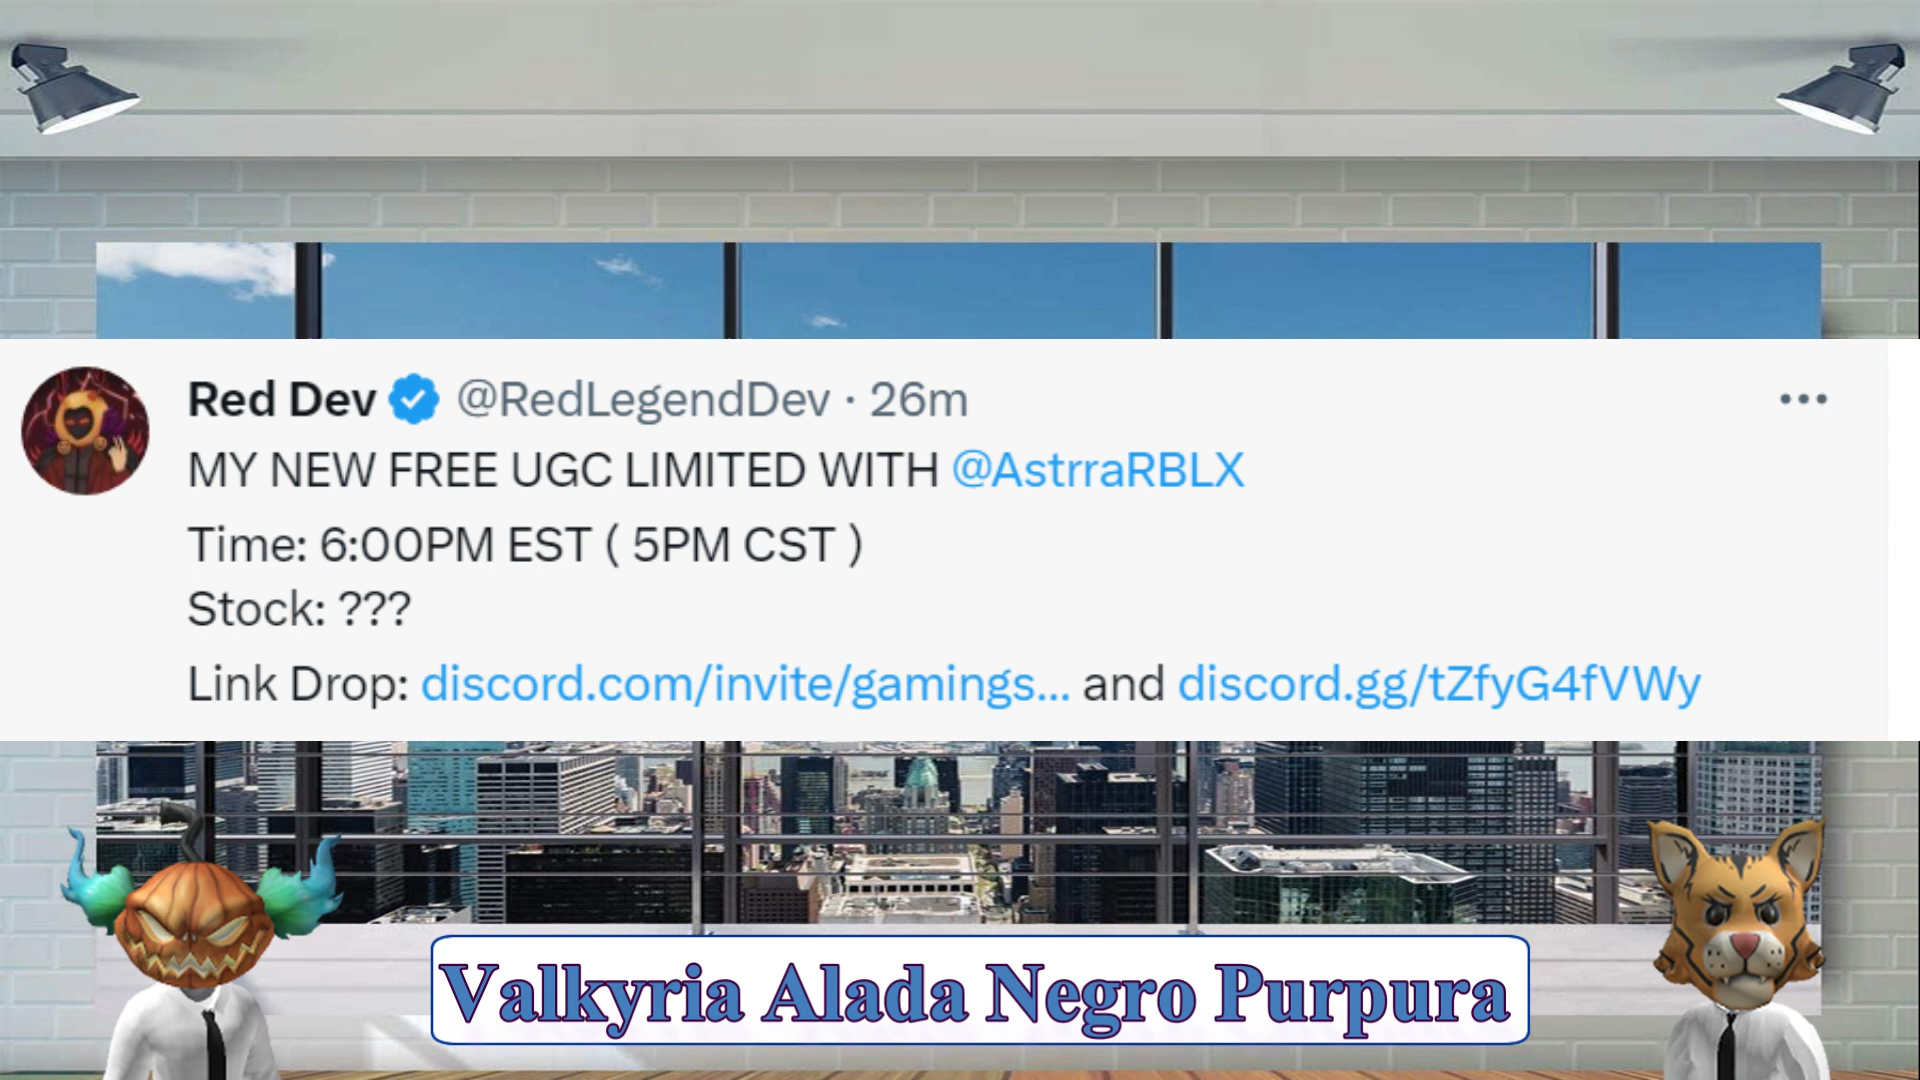 Red Dev @RedLegendDev · 26m
MY NEW FREE UGC LIMITED WITH @AstrraRBLX
Time: 6:00PM EST ( 5PM CST )
Stock: ???
Link Drop: discord.com/invite/gamings... and discord.gg/tZfyG4fVWy
Valkyria Alada Negro Purpura